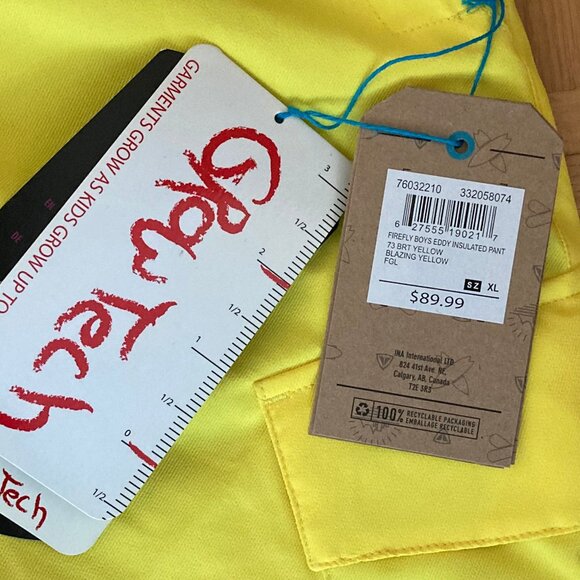 GARMENTS GROW AS KIDS GROW UP TO
GROW TECH
3
1/2
2
1/2
1
1/2
0
1/2
Tech
76032210 332058074
6 27555 19021 7
FIREFLY BOYS EDDY INSULATED PANT
73 BRT YELLOW
BLAZING YELLOW
FGL
SZ XL
$89.99
INA International LTD
824 41st Ave. NE,
Calgary, AB, Canada
T2E 3R3
100% RECYCLABLE PACKAGING
EMBALLAGE RECYCLABLE